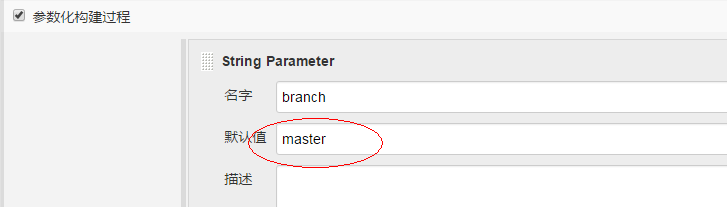 参数化构建过程
String Parameter
名字 branch
默认值 master
描述